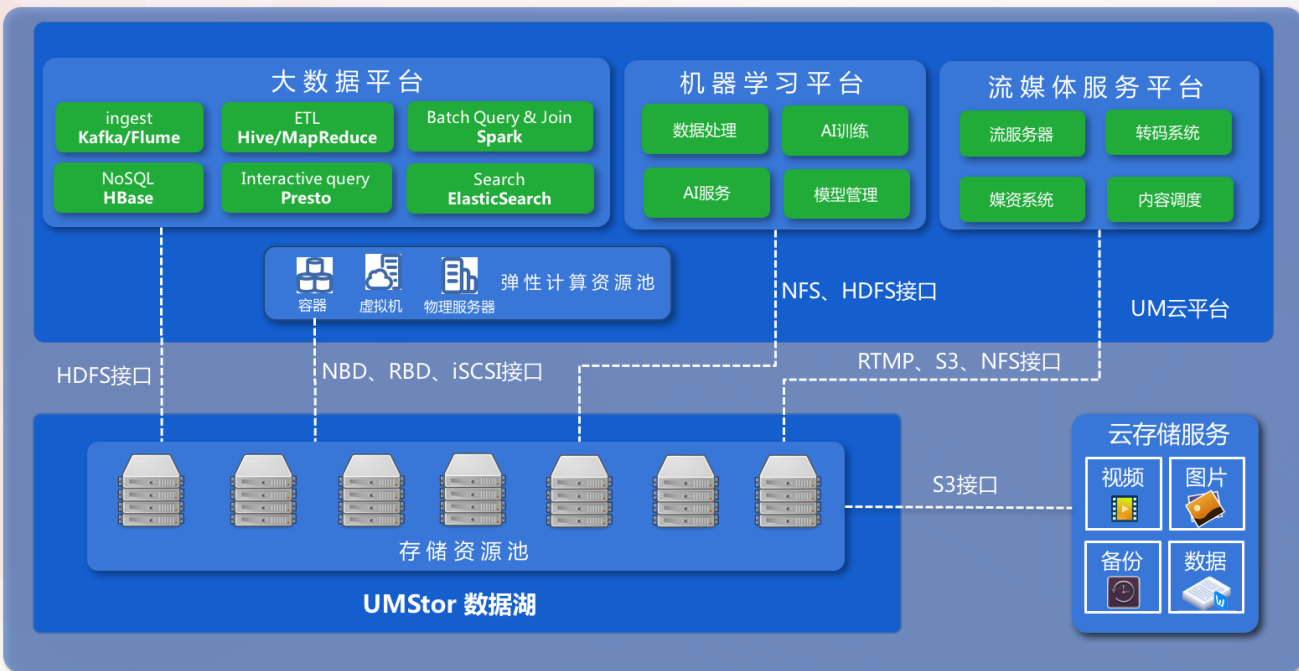 大数据平台
ingest
Kafka/Flume
ETL
Hive/MapReduce
Batch Query & Join
Spark
NoSQL
HBase
Interactive query
Presto
Search
ElasticSearch
机器学习平台
数据处理
AI训练
AI服务
模型管理
流媒体服务平台
流服务器
转码系统
媒资系统
内容调度
容器
虚拟机
物理服务器
弹性计算资源池
NFS、HDFS接口
UM云平台
HDFS接口
NBD、RBD、iSCSI接口
RTMP、S3、NFS接口
存储资源池
UMStor 数据湖
S3接口
云存储服务
视频
图片
备份
数据